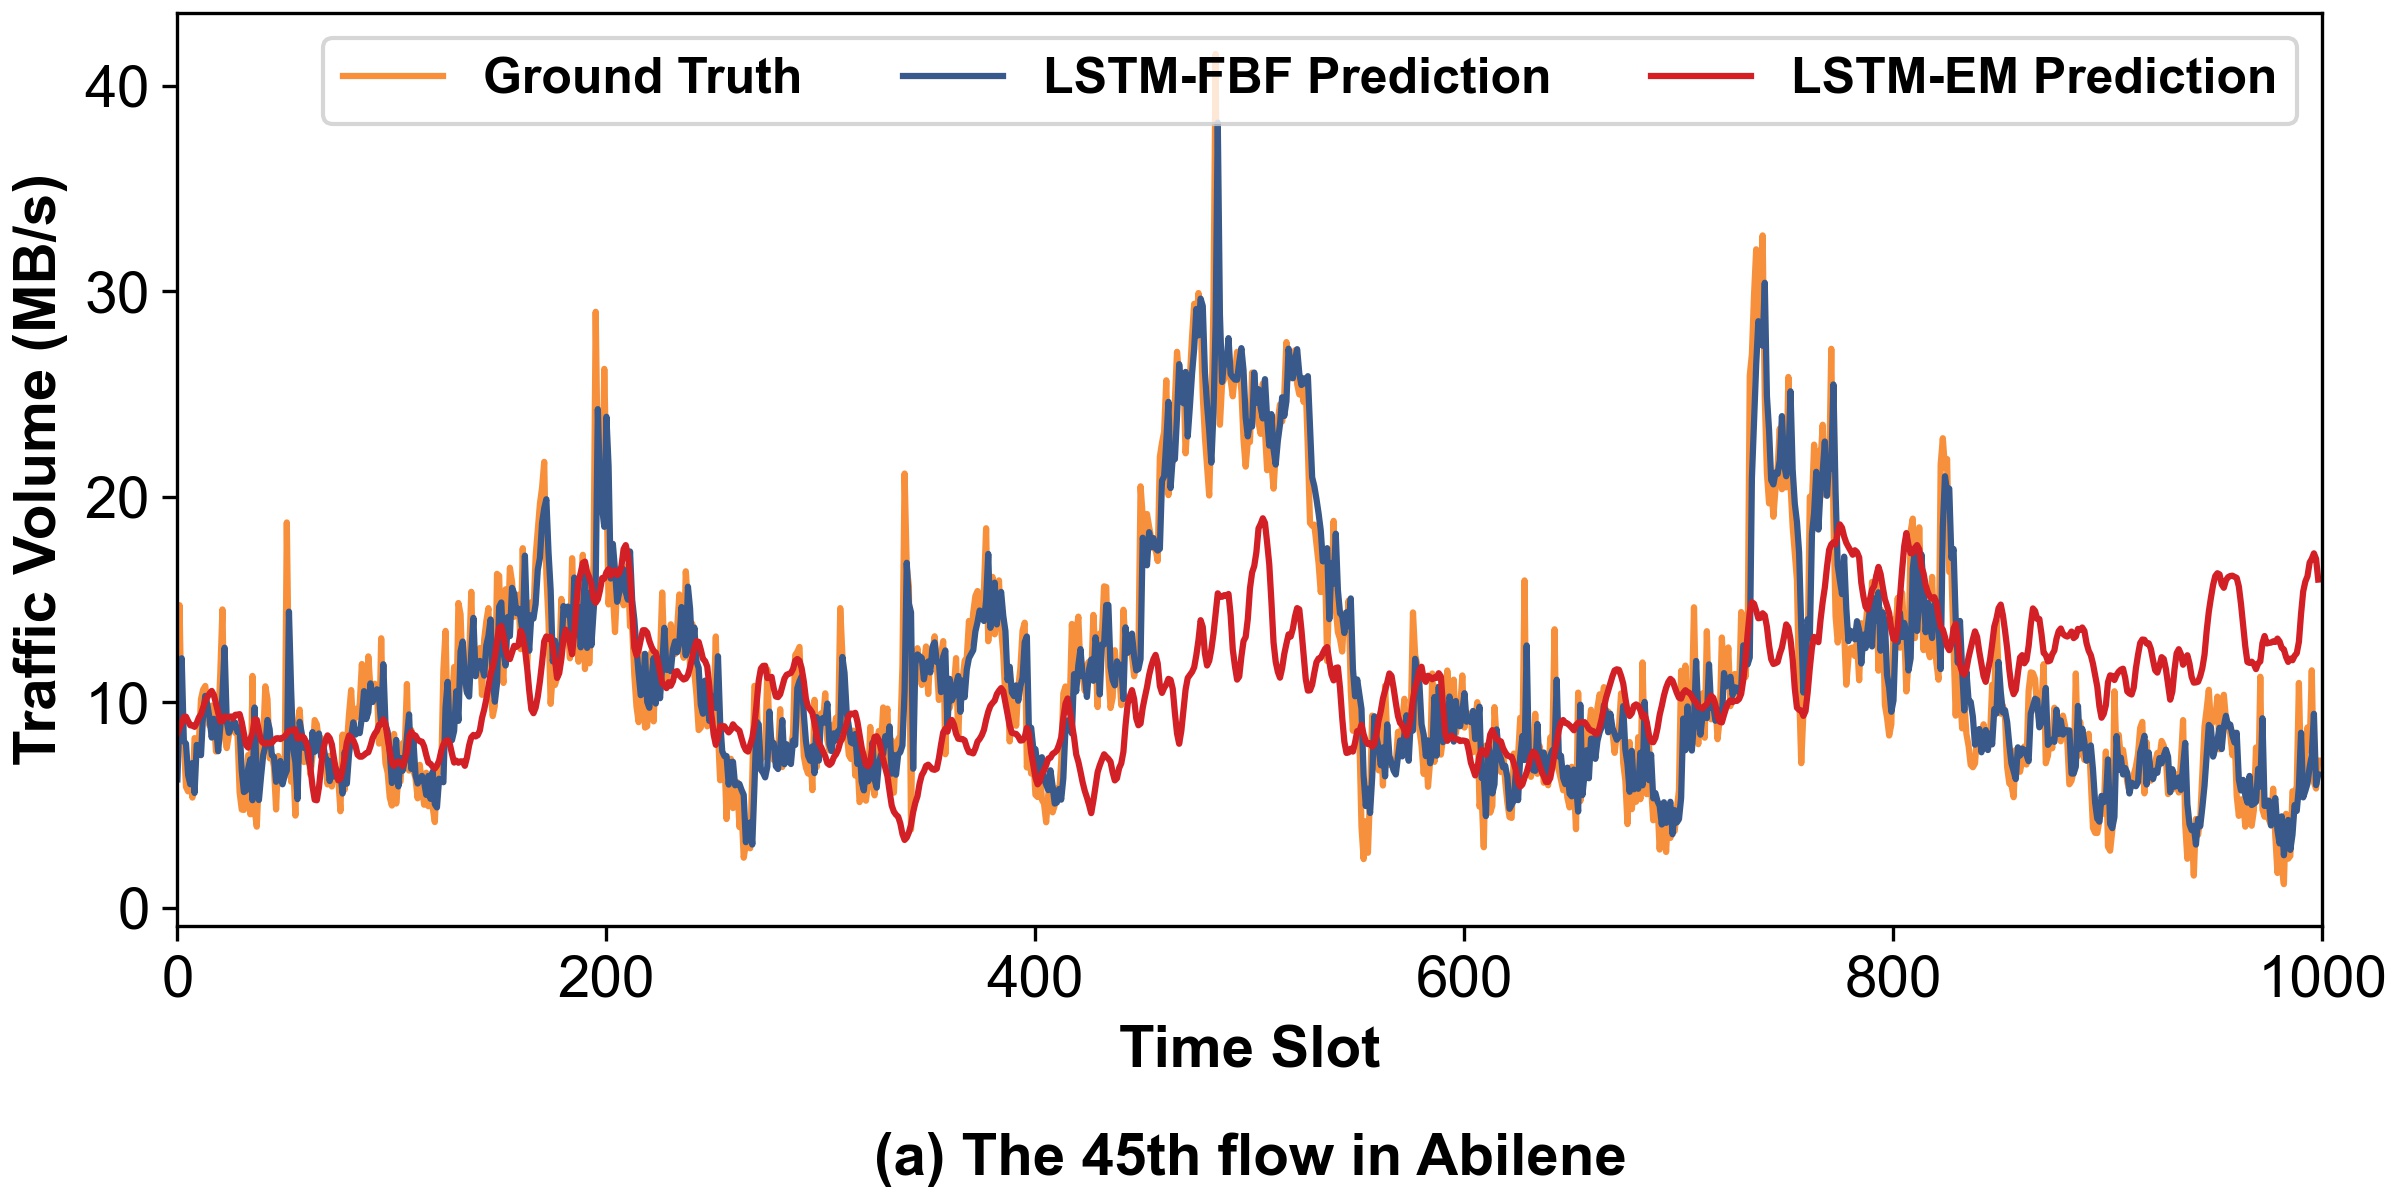 Ground Truth LSTM-FBF Prediction LSTM-EM Prediction
Traffic Volume (MB/s)
40
30
20
10
0
0 200 400 600 800 1000
Time Slot
(a) The 45th flow in Abilene